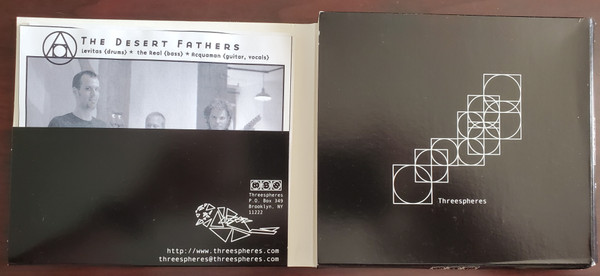 The Desert Fathers
Levitas (drums) * the Real (bass) * Acquaman (guitar, vocals)
Threespheres
P.O. Box 349
Brooklyn, NY
11222
http://www.threespheres.com
threespheres@threespheres.com
Threespheres